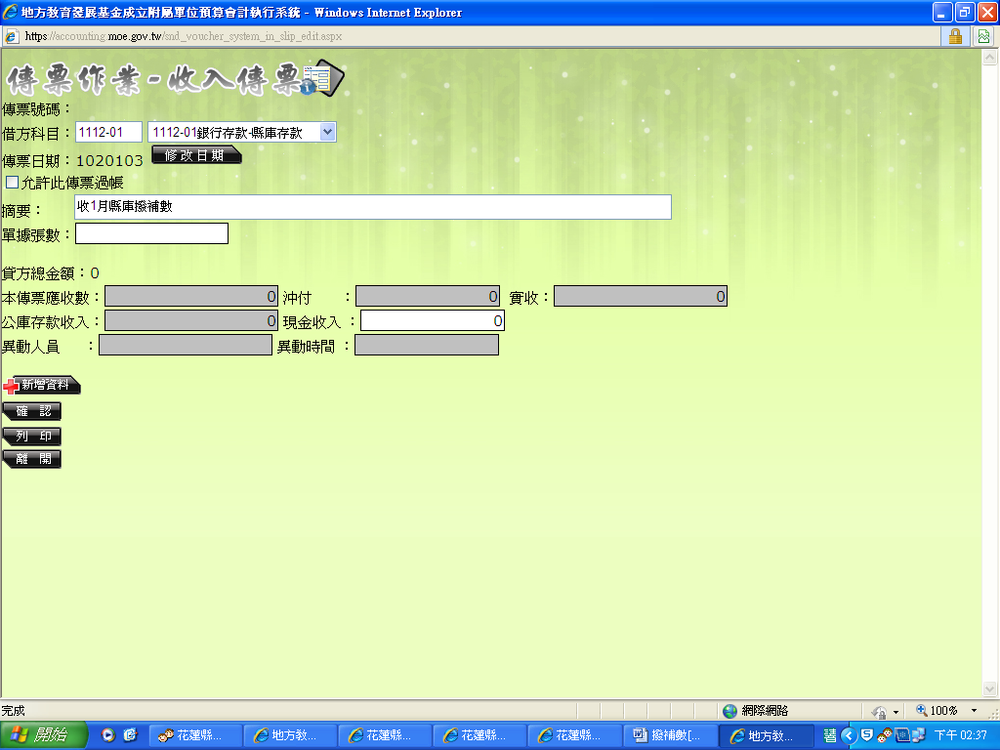 地方教育發展基金成立附屬單位預算會計執行系統 - Windows Internet Explorer
https://accounting.moe.gov.tw/snd_voucher_system_in_slip_edit.aspx
傳票作業-收入傳票
傳票號碼：
借方科目：1112-01 1112-01銀行存款-縣庫存款
傳票日期：1020103 修改日期
允許此傳票過帳
摘要： 收1月縣庫撥補數
單據張數：
貸方總金額：0
本傳票應收數：0 沖付 ：0 實收：0
公庫存款收入：0 現金收入 ：0
異動人員 ： 異動時間 ：
新增資料
確 認
列 印
離 開
完成 網際網路 100%
開始 花蓮縣... 地方教... 花蓮縣... 花蓮縣... 花蓮縣... 撥補數[... 地方教... 下午 02:37